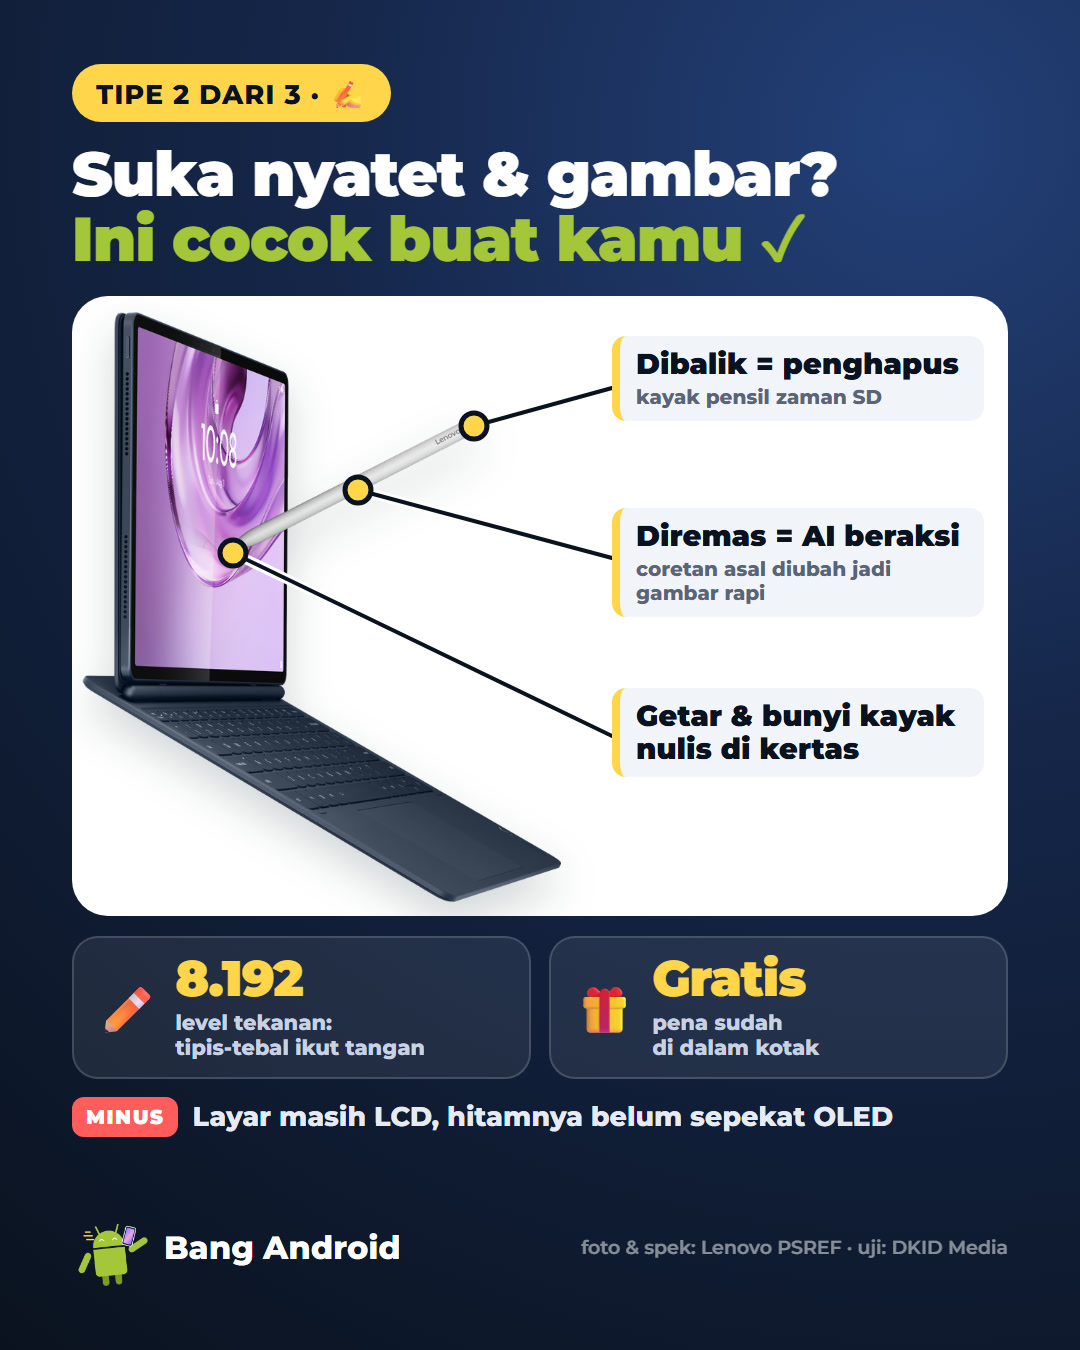 TIPE 2 DARI 3 · ✍️
Suka nyatet & gambar?
Ini cocok buat kamu ✓
10:08
Lenovo
Dibalik = penghapus
kayak pensil zaman SD
Diremas = AI beraksi
coretan asal diubah jadi
gambar rapi
Getar & bunyi kayak
nulis di kertas
8.192
level tekanan:
tipis-tebal ikut tangan
Gratis
pena sudah
di dalam kotak
MINUS Layar masih LCD, hitamnya belum sepekat OLED
Bang Android
foto & spek: Lenovo PSREF · uji: DKID Media